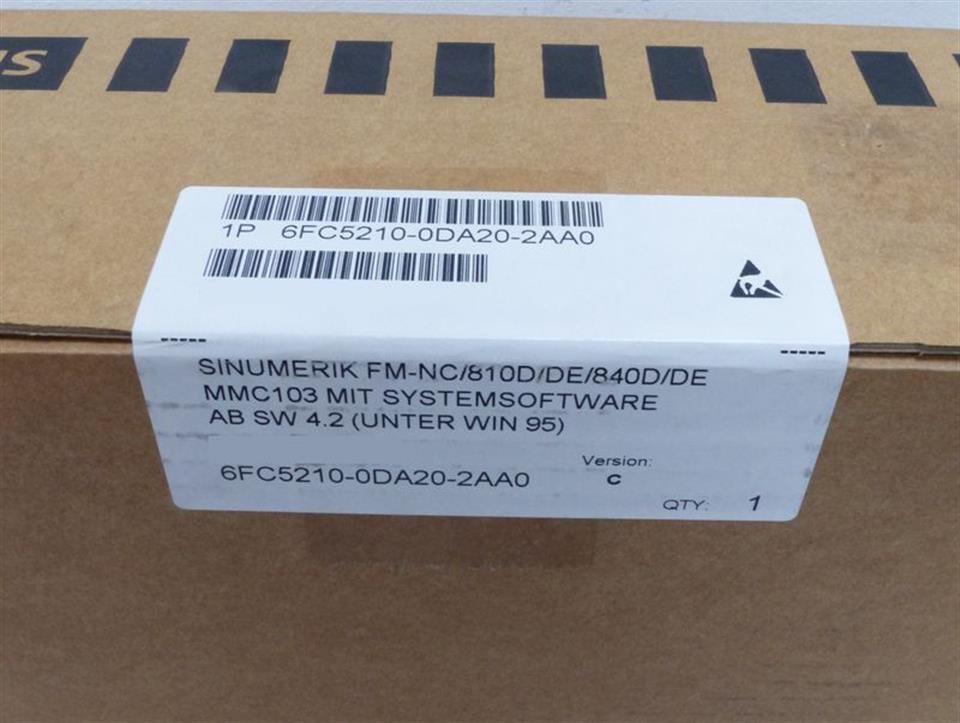 NS
1P 6FC5210-0DA20-2AA0
SINUMERIK FM-NC/810D/DE/840D/DE
MMC103 MIT SYSTEMSOFTWARE
AB SW 4.2 (UNTER WIN 95)
Version:
6FC5210-0DA20-2AA0 C
QTY: 1